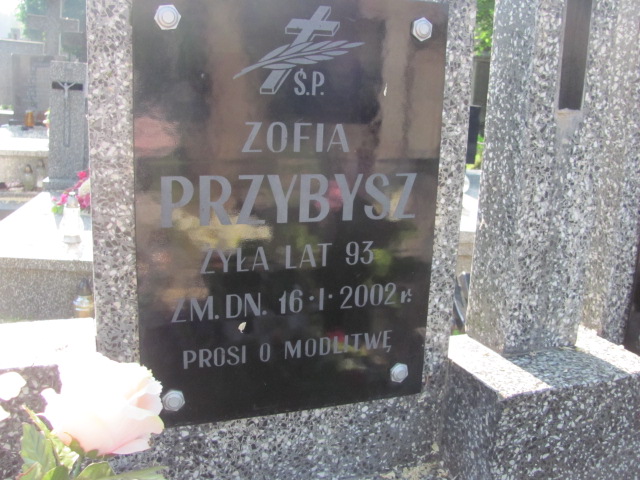 Ś.P.
ZOFIA
PRZYBYSZ
ŻYŁA LAT 93
ZM. DN. 16·I·2002 r.
PROSI O MODLITWĘ